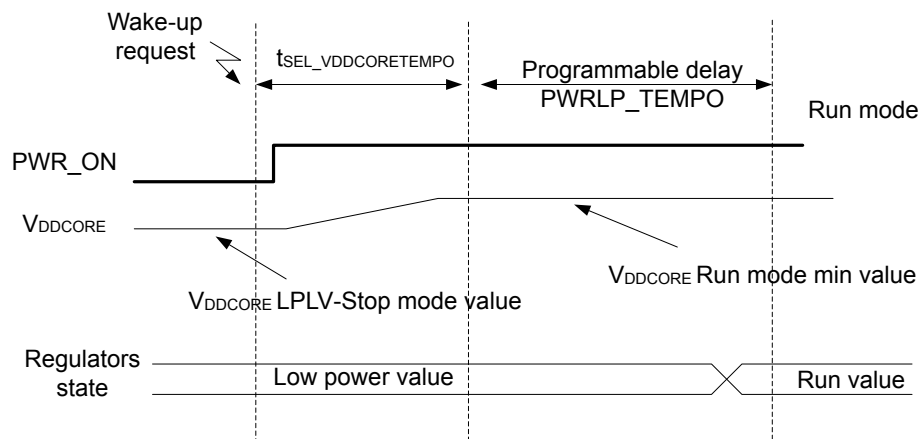 Wake-up
request
tSEL_VDDCORETEMPO
Programmable delay
PWRLP_TEMPO
Run mode
PWR_ON
VDDCORE
VDDCORE Run mode min value
VDDCORE LPLV-Stop mode value
Regulators
state
Low power value
Run value